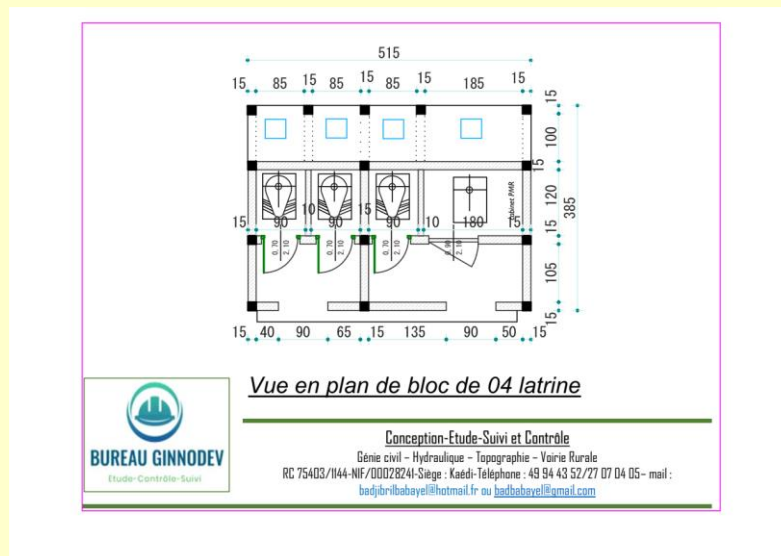 515
15 85 15 85 15 85 15 185 15
15
100
15
120
385
Cabinet PMR
10 15
15 90 90 90 10 180 15
15
0.70 2.10 0.70 2.10 0.70 2.10 0.90 2.10
105
15
15 40 90 65 15 135 90 50 15
Vue en plan de bloc de 04 latrine
BUREAU GINNODEV
Etude-Contrôle-Suivi
Conception-Etude-Suivi et Contrôle
Génie civil – Hydraulique – Topographie – Voirie Rurale
RC 75403/1144-NIF/00028241-Siège : Kaédi-Téléphone : 49 94 43 52/27 07 04 05– mail :
badjibrilbabayel@hotmail.fr ou badbabayel@gmail.com